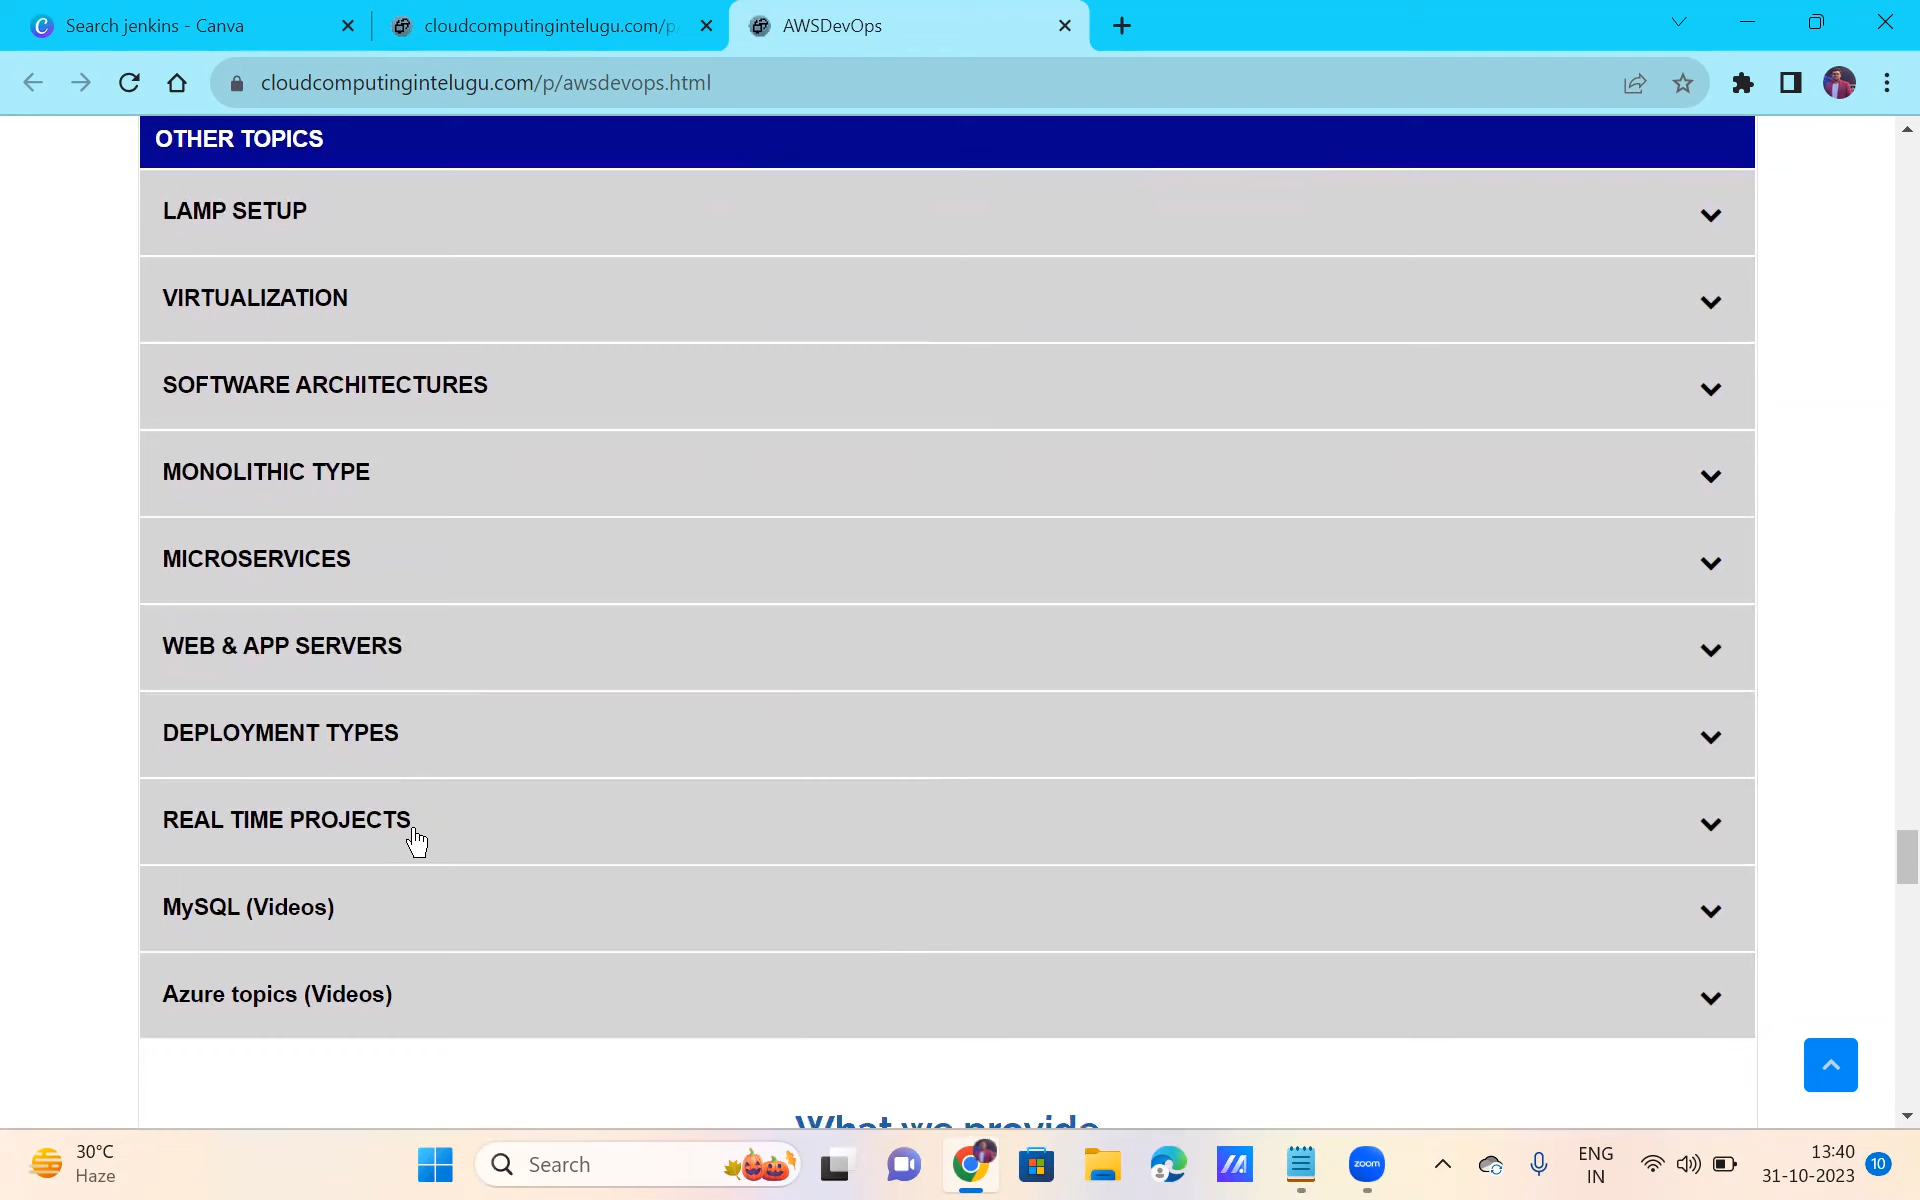 Search jenkins - Canva
cloudcomputingintelugu.com/p
AWSDevOps
cloudcomputingintelugu.com/p/awsdevops.html
OTHER TOPICS
LAMP SETUP
VIRTUALIZATION
SOFTWARE ARCHITECTURES
MONOLITHIC TYPE
MICROSERVICES
WEB & APP SERVERS
DEPLOYMENT TYPES
REAL TIME PROJECTS
MySQL (Videos)
Azure topics (Videos)
What we provide
30°C
Haze
Search
zoom
ENG
IN
13:40
31-10-2023
10